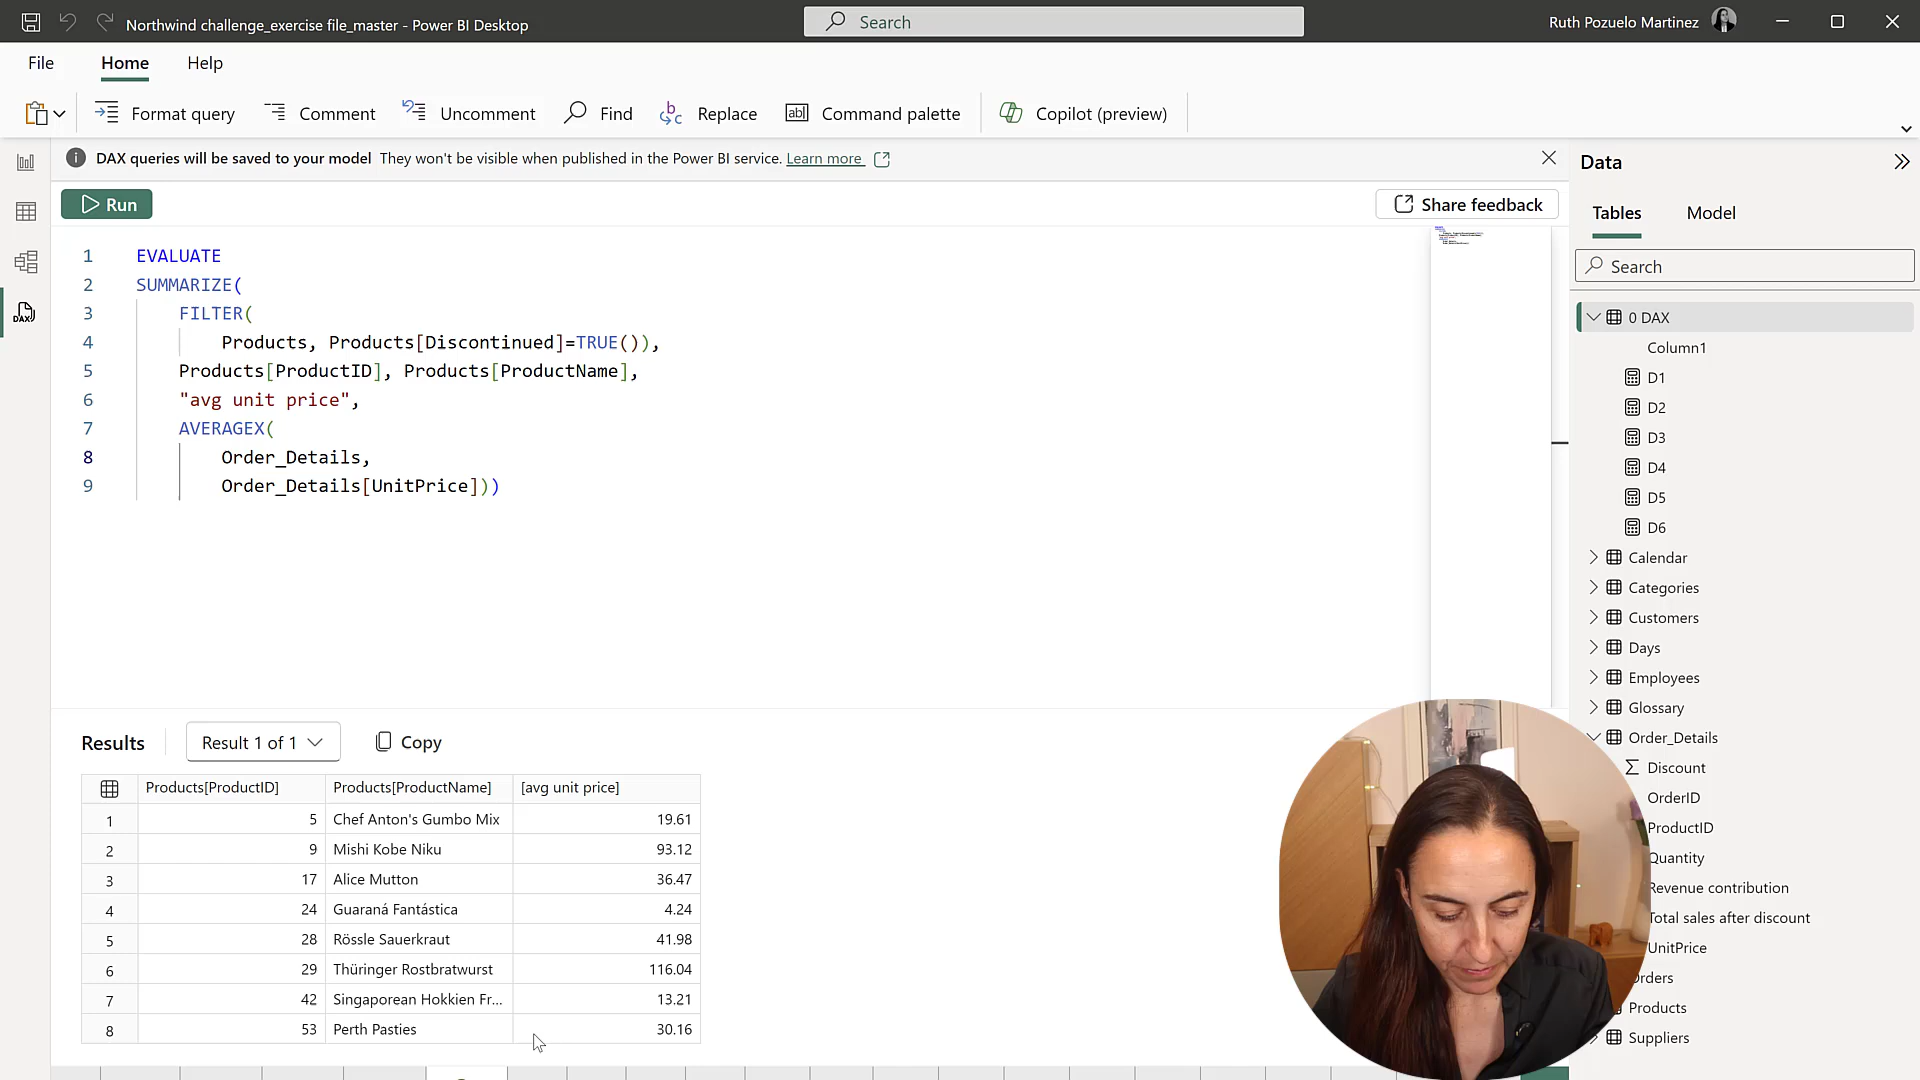 Northwind challenge_exercise file_master - Power BI Desktop
Search
Ruth Pozuelo Martinez
File
Home
Help
Format query
Comment
Uncomment
Find
Replace
Command palette
Copilot (preview)
DAX queries will be saved to your model They won't be visible when published in the Power BI service. Learn more
Run
Share feedback
1 EVALUATE
2 SUMMARIZE(
3 FILTER(
4 Products, Products[Discontinued]=TRUE()),
5 Products[ProductID], Products[ProductName],
6 "avg unit price",
7 AVERAGEX(
8 Order_Details,
9 Order_Details[UnitPrice]))
Results
Result 1 of 1
Copy
Products[ProductID] Products[ProductName] [avg unit price]
1 5 Chef Anton's Gumbo Mix 19.61
2 9 Mishi Kobe Niku 93.12
3 17 Alice Mutton 36.47
4 24 Guaraná Fantástica 4.24
5 28 Rössle Sauerkraut 41.98
6 29 Thüringer Rostbratwurst 116.04
7 42 Singaporean Hokkien Fr... 13.21
8 53 Perth Pasties 30.16
Data
Tables
Model
Search
0 DAX
Column1
D1
D2
D3
D4
D5
D6
Calendar
Categories
Customers
Days
Employees
Glossary
Order_Details
Discount
OrderID
ProductID
Quantity
Revenue contribution
Total sales after discount
UnitPrice
Orders
Products
Suppliers
DAX